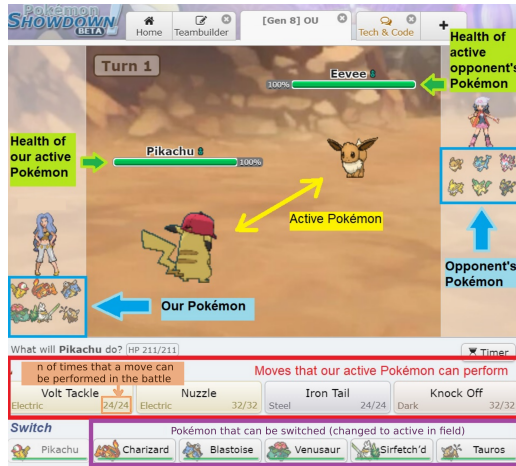 Pokémon
SHOWDOWN
BETA
Home
Teambuilder
[Gen 8] OU
Tech & Code
+
Turn 1
Eevee
100%
Health of
active
opponent's
Pokémon
Health of
our active
Pokémon
Pikachu
100%
Active Pokémon
Our Pokémon
Opponent's
Pokémon
What will Pikachu do? HP 211/211
Timer
n of times that a move can
be performed in the battle
Moves that our active Pokémon can perform
Volt Tackle
Electric 24/24
Nuzzle
Electric 32/32
Iron Tail
Steel 24/24
Knock Off
Dark 32/32
Switch
Pokémon that can be switched (changed to active in field)
Pikachu
Charizard
Blastoise
Venusaur
Sirfetch'd
Tauros